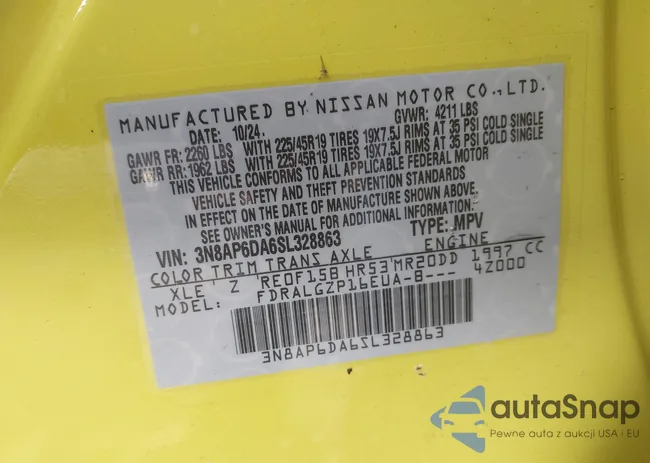 MANUFACTURED BY NISSAN MOTOR CO.,LTD.
DATE: 10/24. GVWR: 4211 LBS
GAWR FR: 2260 LBS WITH 225/45R19 TIRES 19X7.5J RIMS AT 35 PSI COLD SINGLE
GAWR RR: 1962 LBS WITH 225/45R19 TIRES 19X7.5J RIMS AT 35 PSI COLD SINGLE
THIS VEHICLE CONFORMS TO ALL APPLICABLE FEDERAL MOTOR
VEHICLE SAFETY AND THEFT PREVENTION STANDARDS
IN EFFECT ON THE DATE OF MANUFACTURE SHOWN ABOVE.
SEE OWNER'S MANUAL FOR ADDITIONAL INFORMATION.
VIN: 3N8AP6DA6SL328863 TYPE: MPV
COLOR TRIM TRANS AXLE ENGINE
XLE ' Z RE0F15B HR53'MR20DD 1997 CC
MODEL: FDRALGZP16EUA-B--- 4Z000
3N8AP6DA6SL328863
autoSnap
Pewne auta z aukcji USA i EU